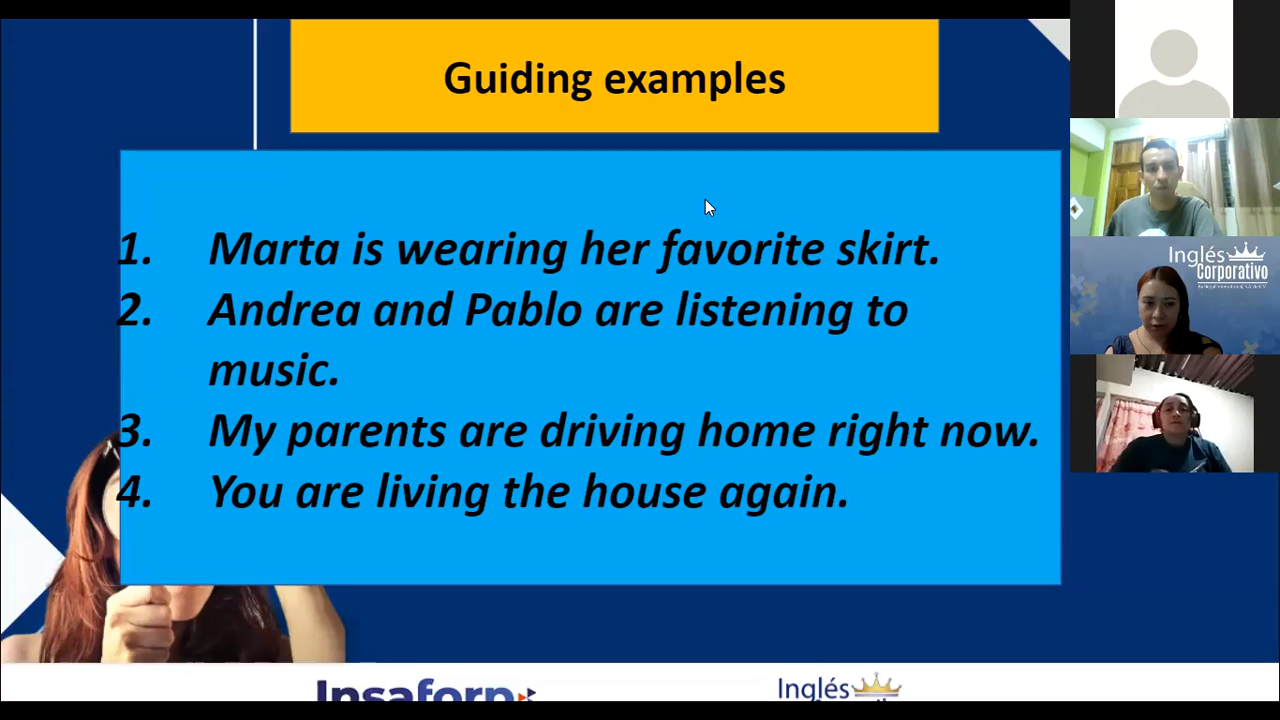 Guiding examples
1. Marta is wearing her favorite skirt.
2. Andrea and Pablo are listening to
music.
3. My parents are driving home right now.
4. You are living the house again.
Inglés
Corporativo
Insaforp
Inglés